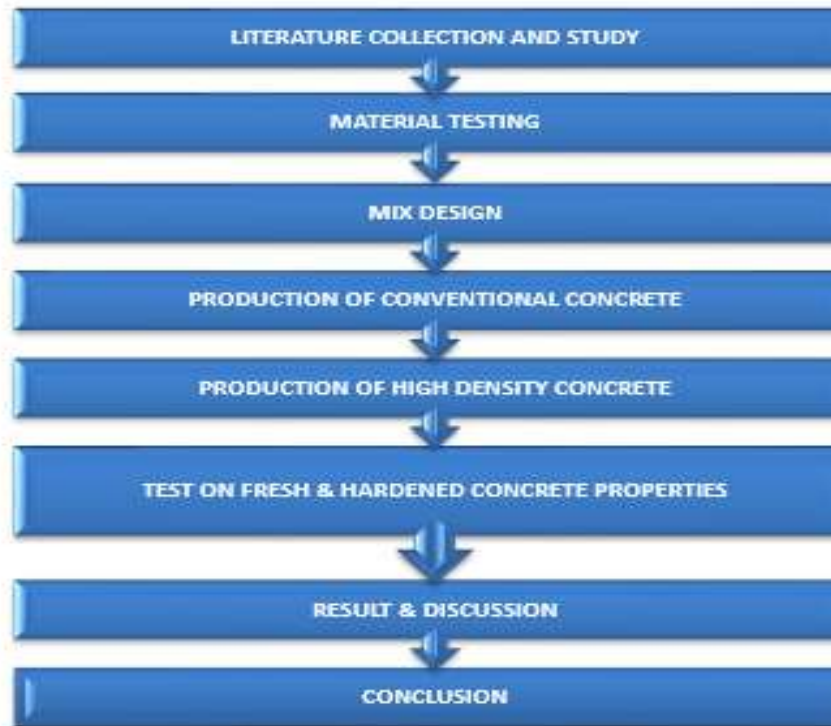 LITERATURE COLLECTION AND STUDY
MATERIAL TESTING
MIX DESIGN
PRODUCTION OF CONVENTIONAL CONCRETE
PRODUCTION OF HIGH DENSITY CONCRETE
TEST ON FRESH & HARDENED CONCRETE PROPERTIES
RESULT & DISCUSSION
CONCLUSION